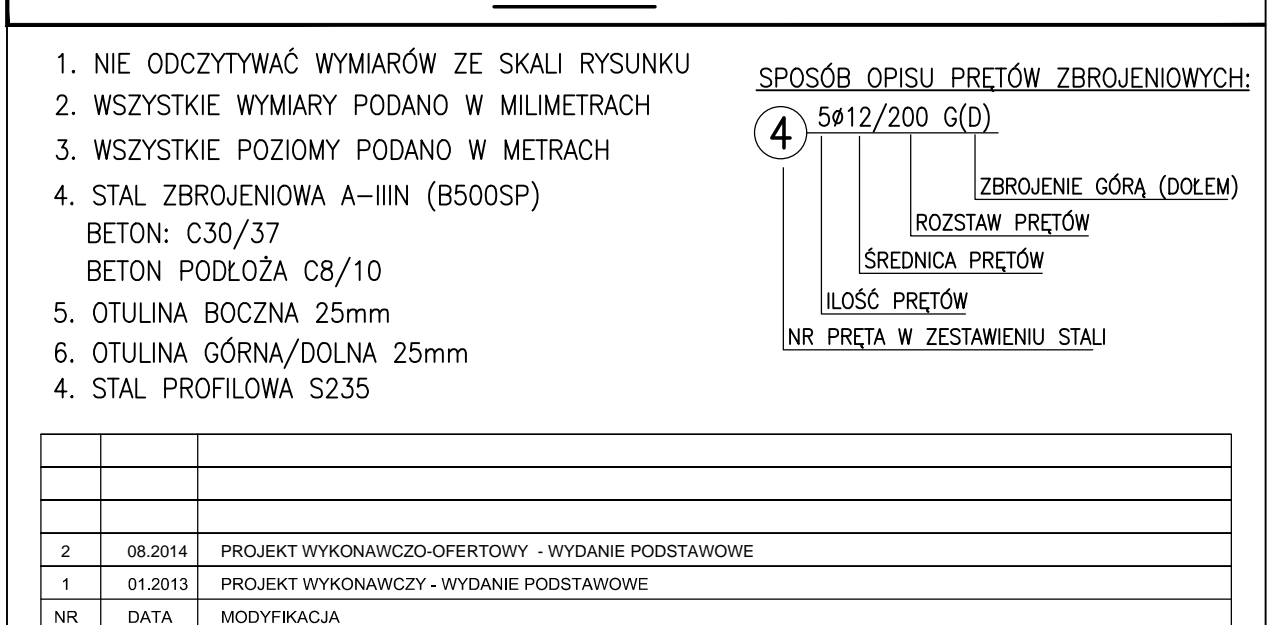 1. NIE ODCZYTYWAĆ WYMIARÓW ZE SKALI RYSUNKU
2. WSZYSTKIE WYMIARY PODANO W MILIMETRACH
3. WSZYSTKIE POZIOMY PODANO W METRACH
4. STAL ZBROJENIOWA A-IIIN (B500SP)
BETON: C30/37
BETON PODŁOŻA C8/10
5. OTULINA BOCZNA 25mm
6. OTULINA GÓRNA/DOLNA 25mm
4. STAL PROFILOWA S235
SPOSÓB OPISU PRĘTÓW ZBROJENIOWYCH:
4 5ø12/200 G(D)
ZBROJENIE GÓRĄ (DOŁEM)
ROZSTAW PRĘTÓW
ŚREDNICA PRĘTÓW
ILOŚĆ PRĘTÓW
NR PRĘTA W ZESTAWIENIU STALI
2 08.2014 PROJEKT WYKONAWCZO-OFERTOWY - WYDANIE PODSTAWOWE
1 01.2013 PROJEKT WYKONAWCZY - WYDANIE PODSTAWOWE
NR DATA MODYFIKACJA